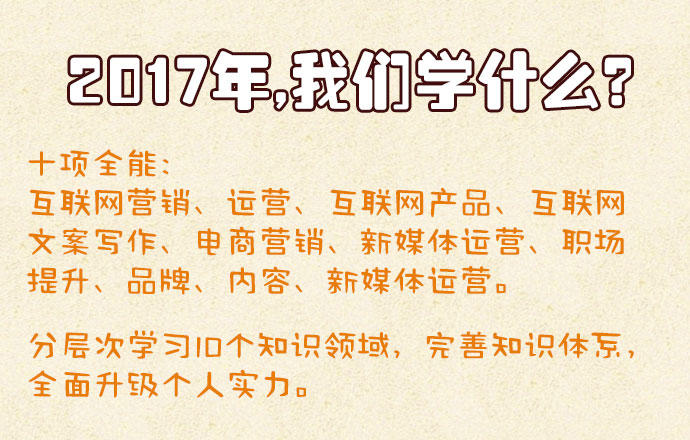 2017年,我们学什么?
十项全能:
互联网营销、运营、互联网产品、互联网
文案写作、电商营销、新媒体运营、职场
提升、品牌、内容、新媒体运营。
分层次学习10个知识领域,完善知识体系,
全面升级个人实力。